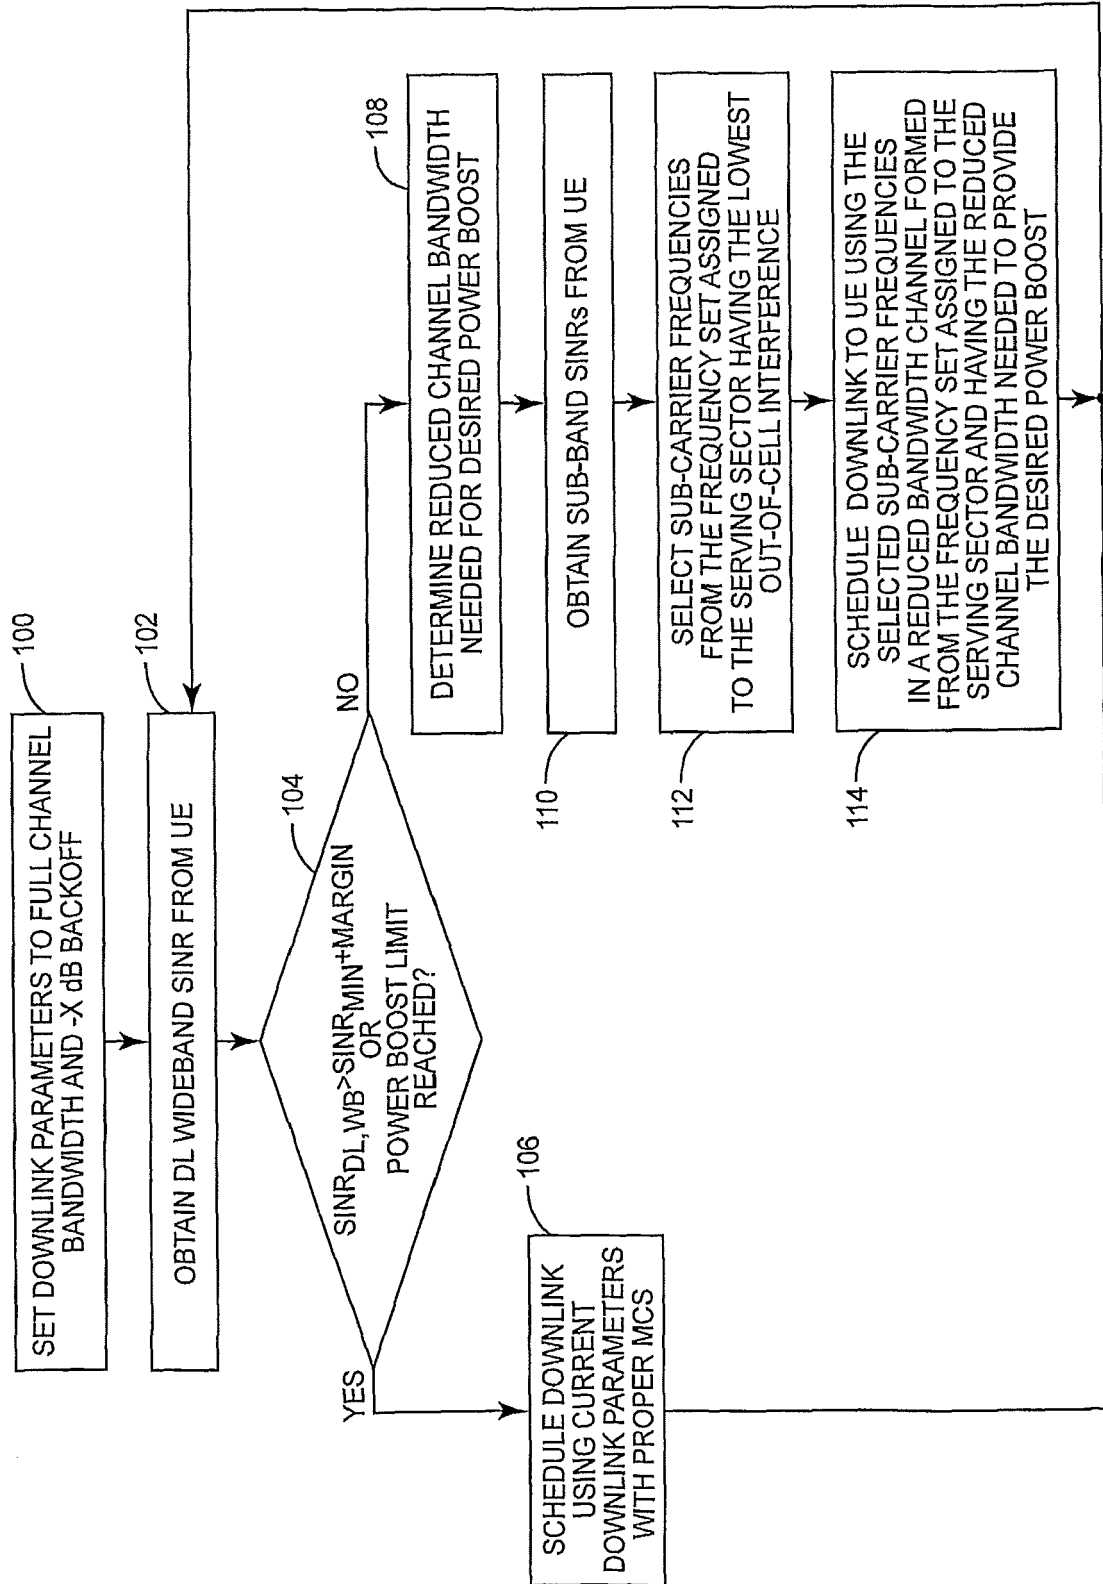 100
SET DOWNLINK PARAMETERS TO FULL CHANNEL
BANDWIDTH AND -X dB BACKOFF
102
OBTAIN DL WIDEBAND SINR FROM UE
104
SINR DL,WB>SINR MIN+MARGIN
OR
POWER BOOST LIMIT
REACHED?
YES
NO
106
SCHEDULE DOWNLINK
USING CURRENT
DOWNLINK PARAMETERS
WITH PROPER MCS
108
DETERMINE REDUCED CHANNEL BANDWIDTH
NEEDED FOR DESIRED POWER BOOST
110
OBTAIN SUB-BAND SINRs FROM UE
112
SELECT SUB-CARRIER FREQUENCIES
FROM THE FREQUENCY SET ASSIGNED
TO THE SERVING SECTOR HAVING THE LOWEST
OUT-OF-CELL INTERFERENCE
114
SCHEDULE DOWNLINK TO UE USING THE
SELECTED SUB-CARRIER FREQUENCIES
IN A REDUCED BANDWIDTH CHANNEL FORMED
FROM THE FREQUENCY SET ASSIGNED TO THE
SERVING SECTOR AND HAVING THE REDUCED
CHANNEL BANDWIDTH NEEDED TO PROVIDE
THE DESIRED POWER BOOST